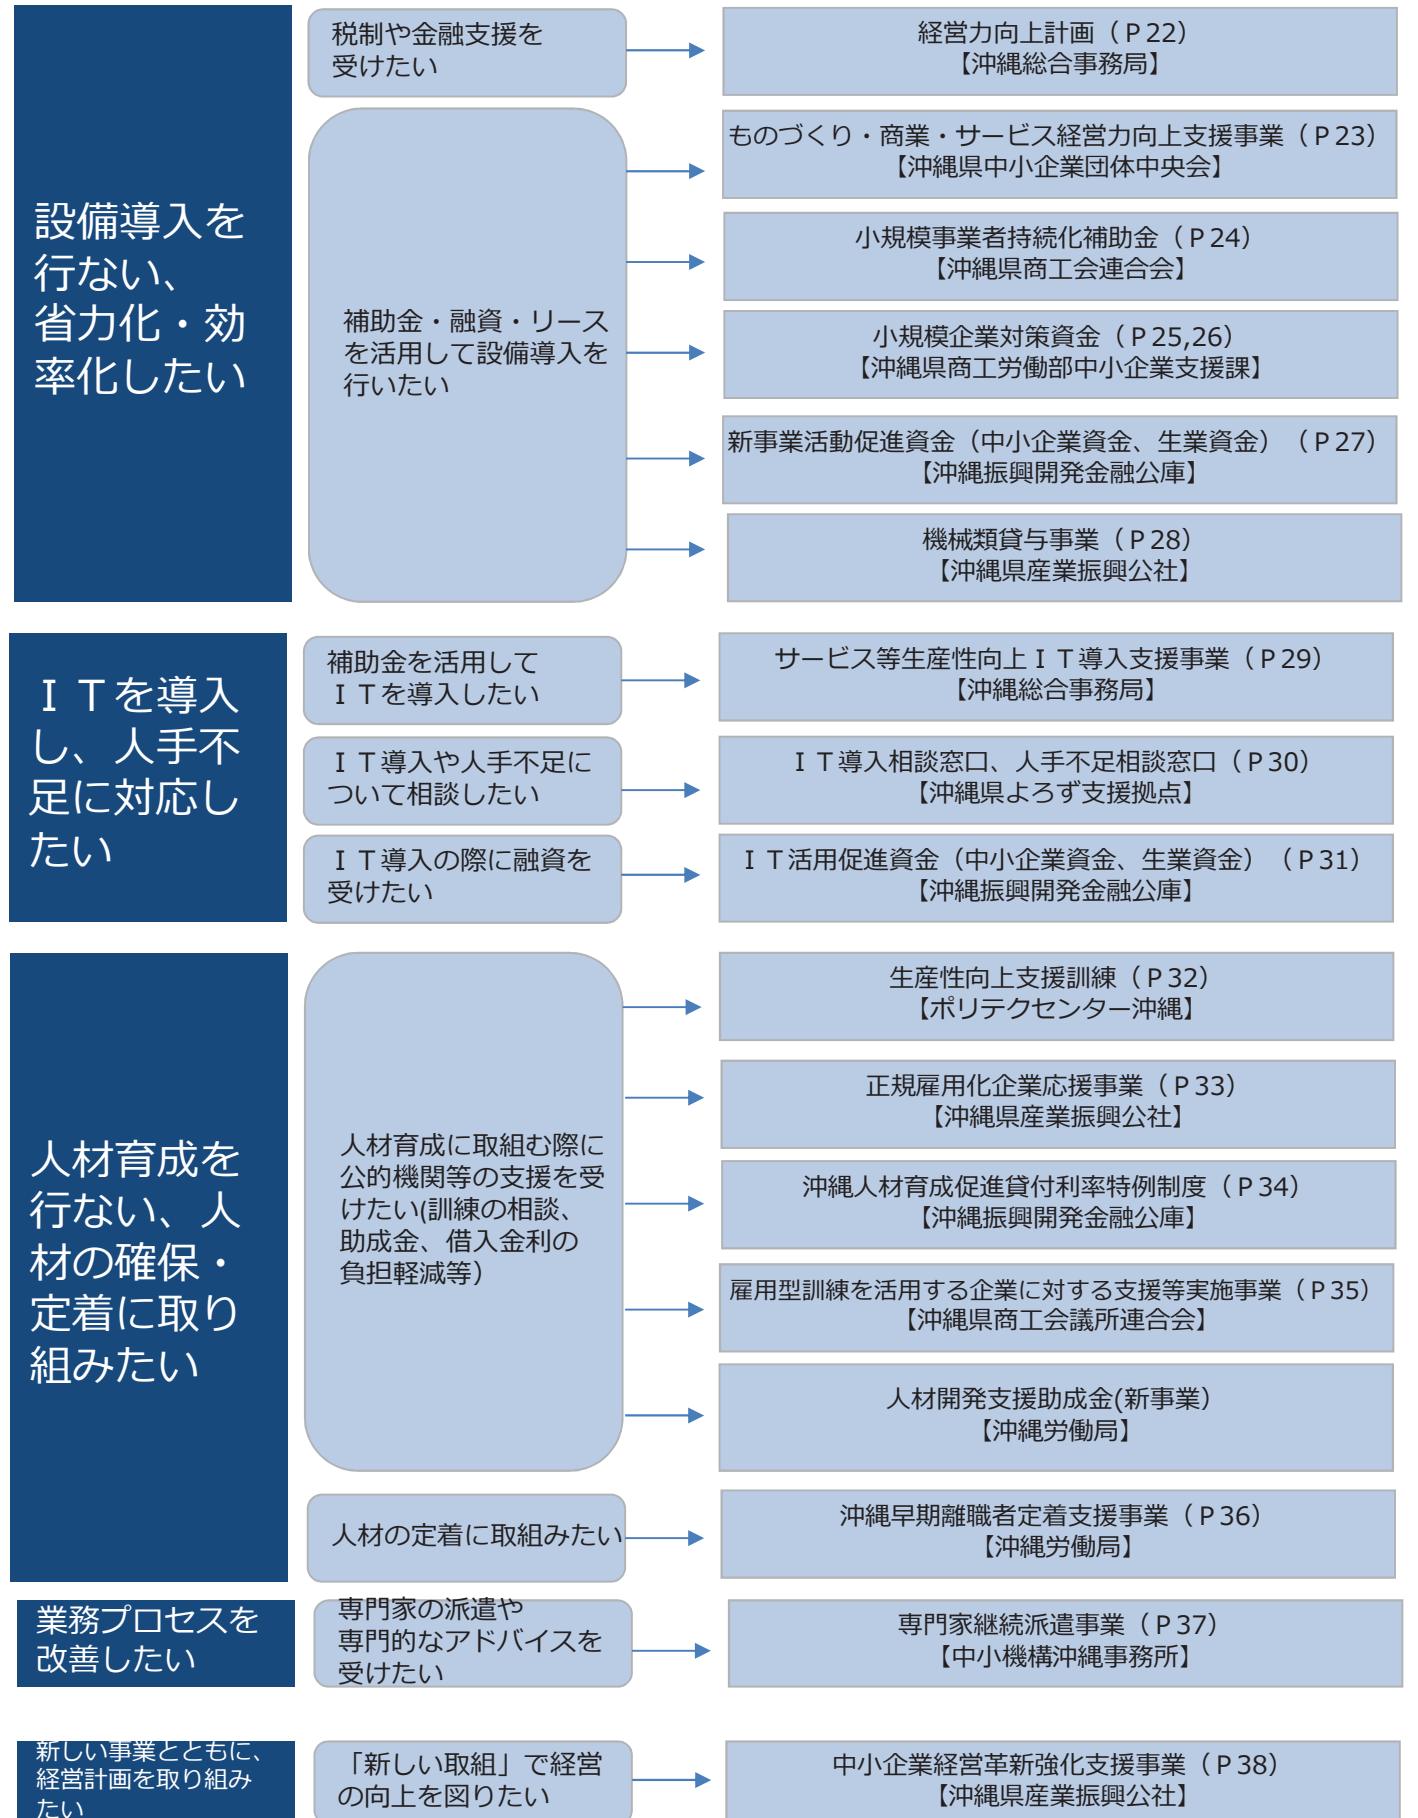 設備導入を
行ない、
省力化・効
率化したい
税制や金融支援を
受けたい
経営力向上計画（Ｐ22）
【沖縄総合事務局】
補助金・融資・リース
を活用して設備導入を
行いたい
ものづくり・商業・サービス経営力向上支援事業（Ｐ23）
【沖縄県中小企業団体中央会】
小規模事業者持続化補助金（Ｐ24）
【沖縄県商工会連合会】
小規模企業対策資金（Ｐ25,26）
【沖縄県商工労働部中小企業支援課】
新事業活動促進資金（中小企業資金、生業資金）（Ｐ27）
【沖縄振興開発金融公庫】
機械類貸与事業（Ｐ28）
【沖縄県産業振興公社】
ＩＴを導入
し、人手不
足に対応し
たい
補助金を活用して
ＩＴを導入したい
サービス等生産性向上ＩＴ導入支援事業（Ｐ29）
【沖縄総合事務局】
ＩＴ導入や人手不足に
ついて相談したい
ＩＴ導入相談窓口、人手不足相談窓口（Ｐ30）
【沖縄県よろず支援拠点】
ＩＴ導入の際に融資を
受けたい
ＩＴ活用促進資金（中小企業資金、生業資金）（Ｐ31）
【沖縄振興開発金融公庫】
人材育成を
行ない、人
材の確保・
定着に取り
組みたい
人材育成に取組む際に
公的機関等の支援を受
けたい(訓練の相談、
助成金、借入金利の
負担軽減等）
生産性向上支援訓練（Ｐ32）
【ポリテクセンター沖縄】
正規雇用化企業応援事業（Ｐ33）
【沖縄県産業振興公社】
沖縄人材育成促進貸付利率特例制度（Ｐ34）
【沖縄振興開発金融公庫】
雇用型訓練を活用する企業に対する支援等実施事業（Ｐ35）
【沖縄県商工会議所連合会】
人材開発支援助成金(新事業）
【沖縄労働局】
人材の定着に取組みたい
沖縄早期離職者定着支援事業（Ｐ36）
【沖縄労働局】
業務プロセスを
改善したい
専門家の派遣や
専門的なアドバイスを
受けたい
専門家継続派遣事業（Ｐ37）
【中小機構沖縄事務所】
新しい事業とともに、
経営計画を取り組み
たい
「新しい取組」で経営
の向上を図りたい
中小企業経営革新強化支援事業（Ｐ38）
【沖縄県産業振興公社】